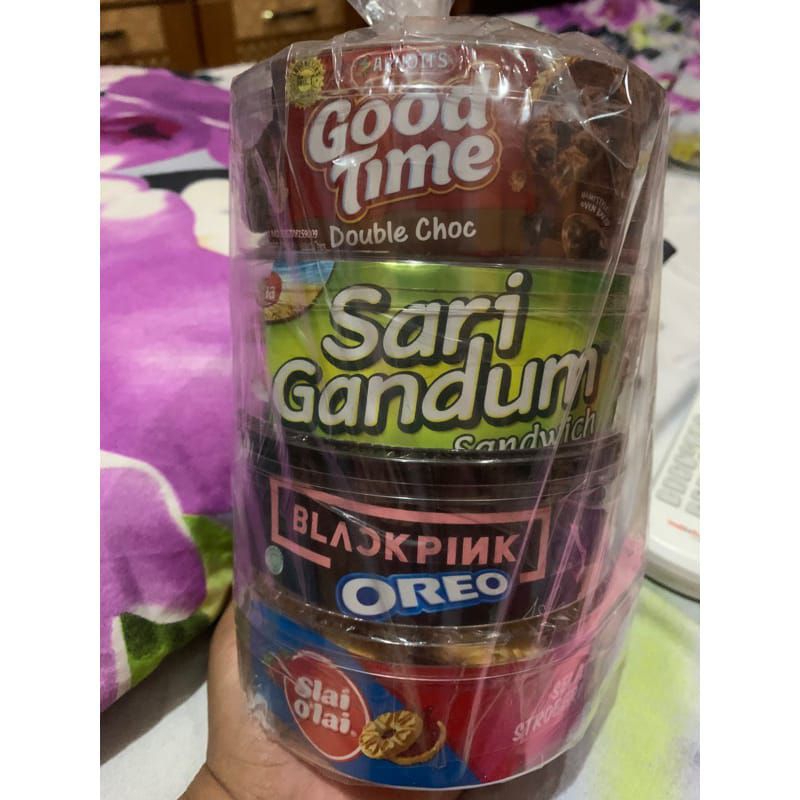 ARNOTT'S
Good
Time
Double Choc
Sari
Gandum
Sandwich
BLACKPINK
OREO
Slai
O'lai